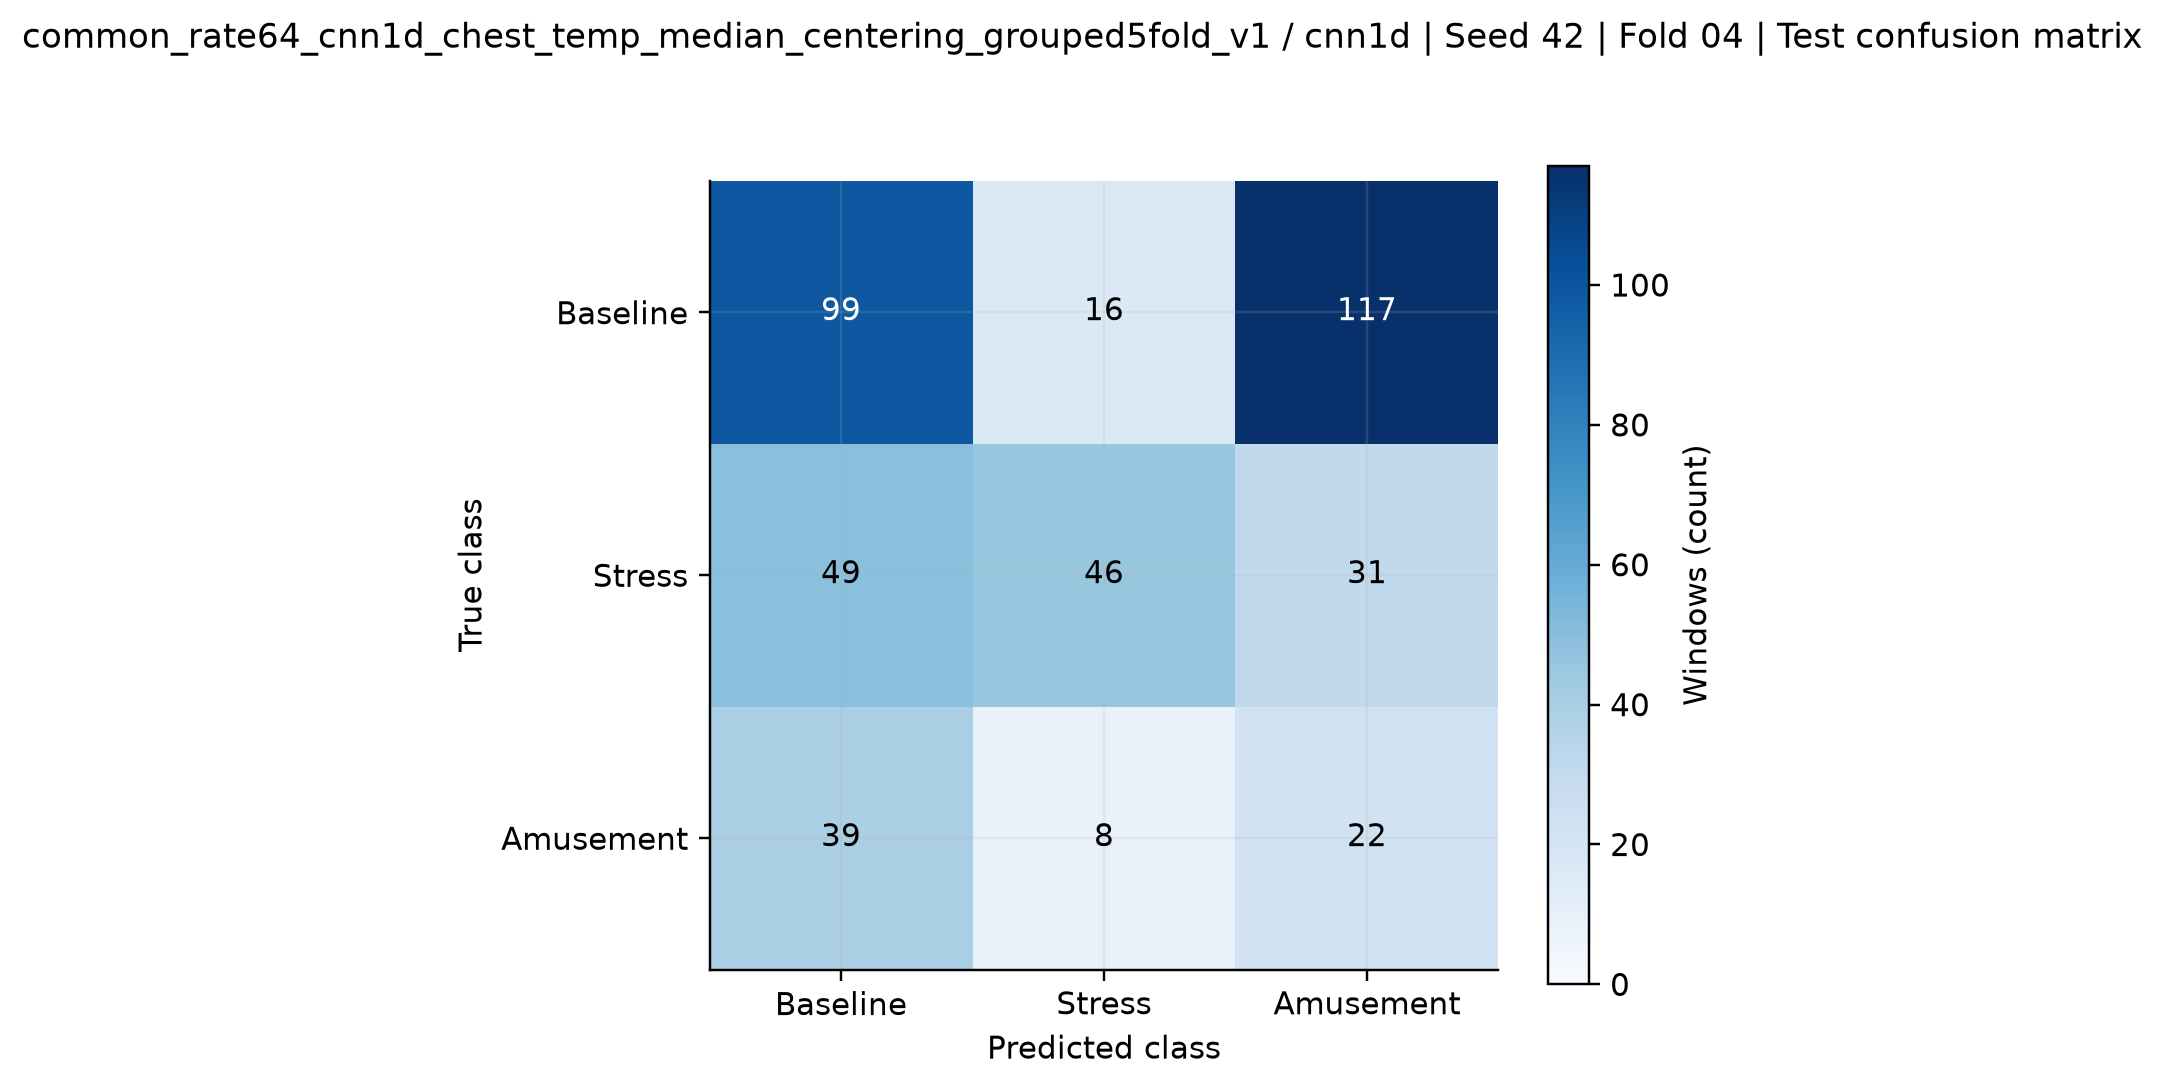 common_rate64_cnn1d_chest_temp_median_centering_grouped5fold_v1 / cnn1d | Seed 42 | Fold 04 | Test confusion matrix
Baseline
99
16
117
Stress
49
46
31
Amusement
39
8
22
Baseline
Stress
Amusement
Predicted class
True class
100
80
60
40
20
0
Windows (count)